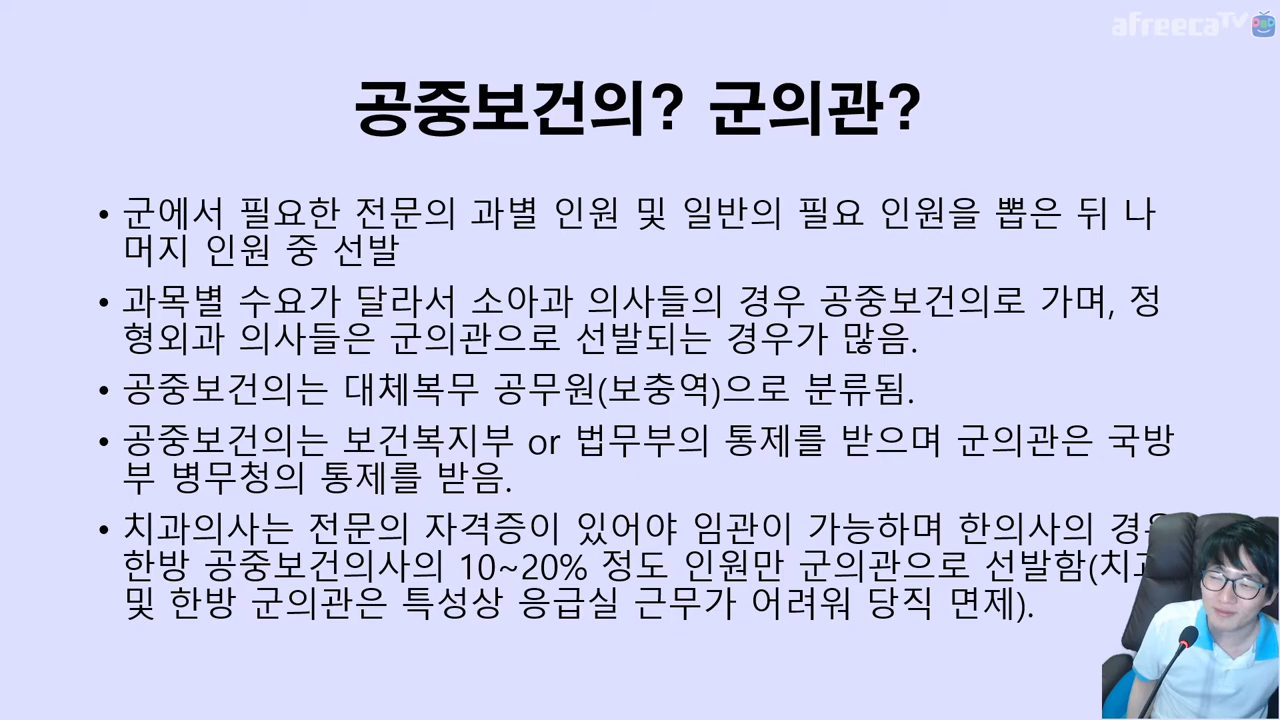 afreecaTV
공중보건의? 군의관?
• 군에서 필요한 전문의 과별 인원 및 일반의 필요 인원을 뽑은 뒤 나
머지 인원 중 선발
• 과목별 수요가 달라서 소아과 의사들의 경우 공중보건의로 가며, 정
형외과 의사들은 군의관으로 선발되는 경우가 많음.
• 공중보건의는 대체복무 공무원(보충역)으로 분류됨.
• 공중보건의는 보건복지부 or 법무부의 통제를 받으며 군의관은 국방
부 병무청의 통제를 받음.
• 치과의사는 전문의 자격증이 있어야 임관이 가능하며 한의사의 경우
한방 공중보건의사의 10~20% 정도 인원만 군의관으로 선발함(치과
및 한방 군의관은 특성상 응급실 근무가 어려워 당직 면제).